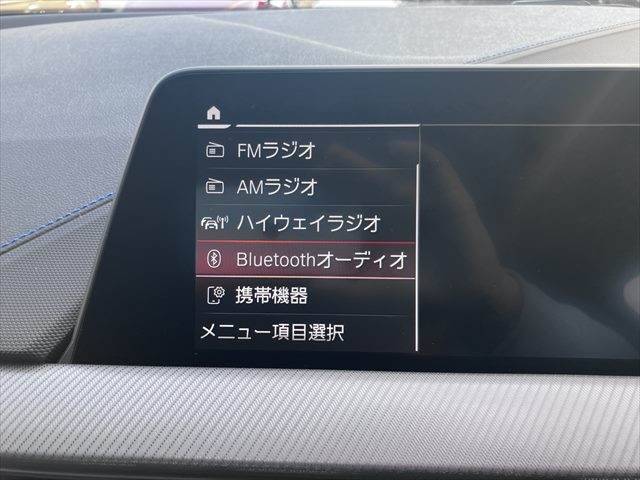 FMラジオ
AMラジオ
ハイウェイラジオ
Bluetoothオーディオ
携帯機器
メニュー項目選択